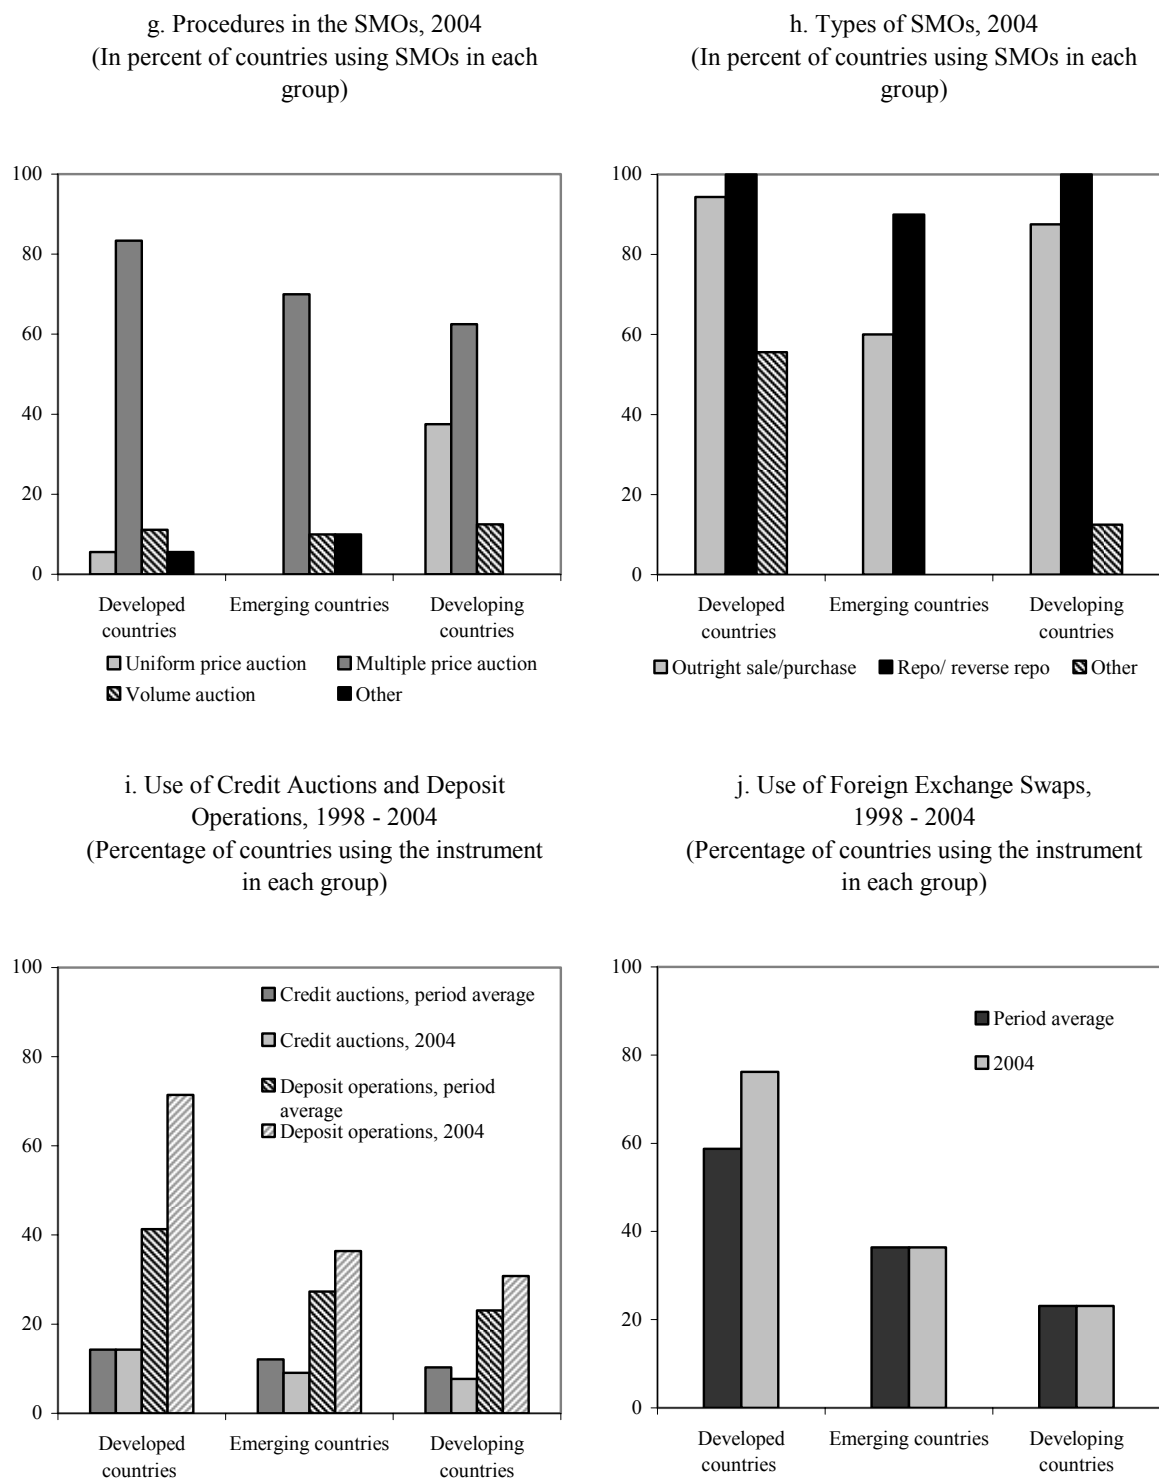 g. Procedures in the SMOs, 2004
(In percent of countries using SMOs in each
group)
100
80
60
40
20
0
Developed
countries
Emerging countries
Developing
countries
Uniform price auction
Multiple price auction
Volume auction
Other
h. Types of SMOs, 2004
(In percent of countries using SMOs in each
group)
100
80
60
40
20
0
Developed
countries
Emerging countries
Developing
countries
Outright sale/purchase
Repo/ reverse repo
Other
i. Use of Credit Auctions and Deposit
Operations, 1998 - 2004
(Percentage of countries using the instrument
in each group)
100
80
60
40
20
0
Credit auctions, period average
Credit auctions, 2004
Deposit operations, period
average
Deposit operations, 2004
Developed
countries
Emerging countries
Developing
countries
j. Use of Foreign Exchange Swaps,
1998 - 2004
(Percentage of countries using the instrument
in each group)
100
80
60
40
20
0
Period average
2004
Developed
countries
Emerging countries
Developing
countries